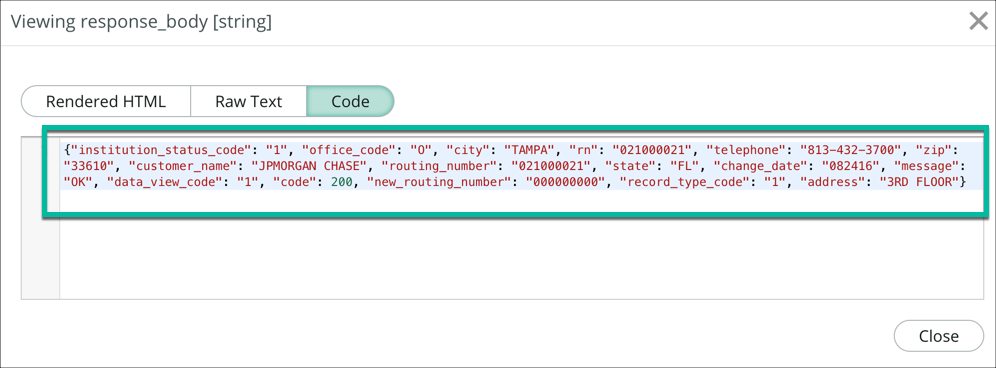 Viewing response_body [string]
Rendered HTML Raw Text Code
{"institution_status_code": "1", "office_code": "O", "city": "TAMPA", "rn": "021000021", "telephone": "813-432-3700", "zip":
"33610", "customer_name": "JPMORGAN CHASE", "routing_number": "021000021", "state": "FL", "change_date": "082416", "message":
"OK", "data_view_code": "1", "code": 200, "new_routing_number": "000000000", "record_type_code": "1", "address": "3RD FLOOR"}
Close